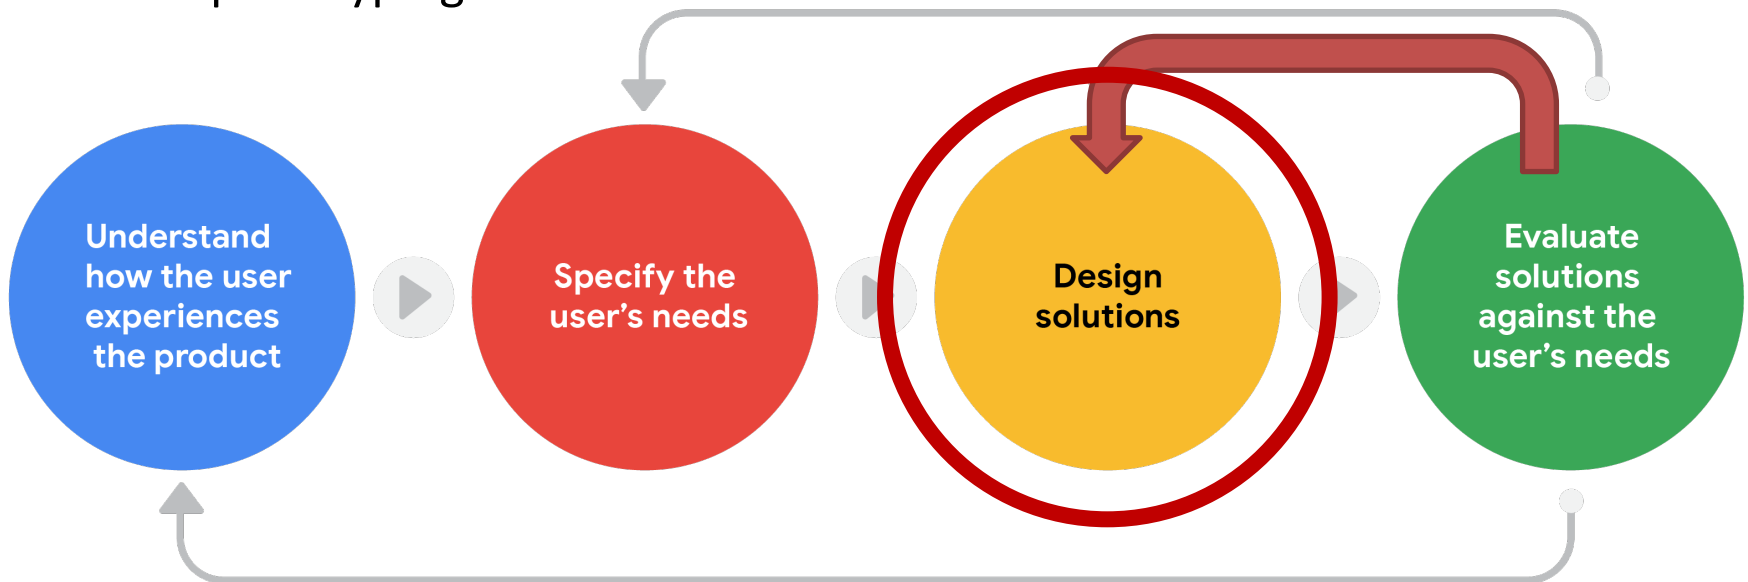 Understand
how the user
experiences
the product
Specify the
user's needs
Design
solutions
Evaluate
solutions
against the
user's needs